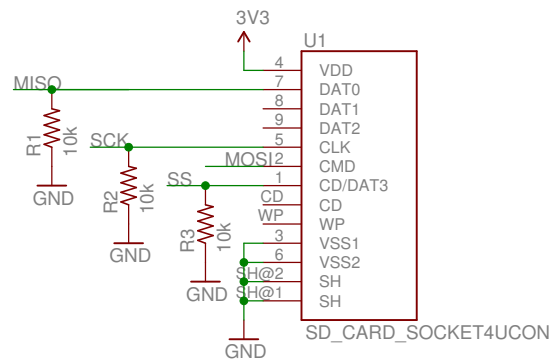 3V3
U1
4 VDD
MISO 7 DAT0
8 DAT1
9 DAT2
SCK 5 CLK
MOSI 2 CMD
SS 1 CD/DAT3
CD CD
WP WP
3 VSS1
6 VSS2
SH@2 SH
SH@1 SH
R1 10k
GND
R2 10k
GND
R3 10k
GND
GND
SD_CARD_SOCKET4UCON